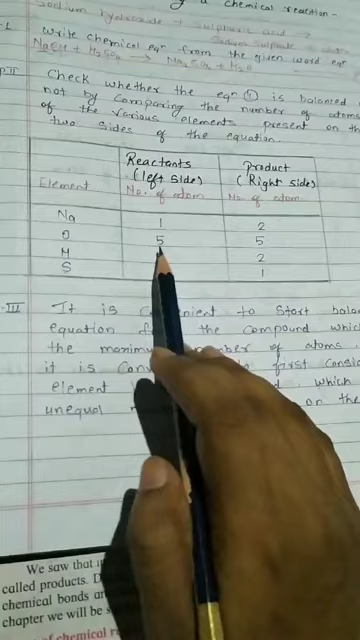 of a chemical reaction-
Sodium hydroxide + Sulphuric acid →
Sodium Sulphate + water
Write chemical eqn from the given word eqn
NaOH + H2SO4 → Na2SO4 + H2O
Check whether the eqn ① is balanced
not by comparing the number of atoms
of the various elements present on the
two sides of the equation.
Element Reactants (left side) No. of atom Product (Right side) No. of atom
Na 1 2
O 5 5
H 2
S 1
-III It is to start
equation the compound which
the maximum number of atoms.
it is first
element which
unequal on the
We saw that
called products.
chemical bonds
chapter we will be
of chemical